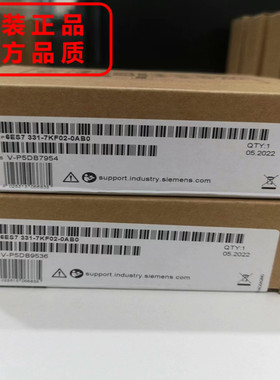 装正品
方品质
6ES7 331-7KF02-0AB0
QTY:1
05.2022
V-P5DB7954
support.industry.siemens.com
6ES7 331-7KF02-0AB0
QTY:1
05.2022
V-P5DB9536
support.industry.siemens.com